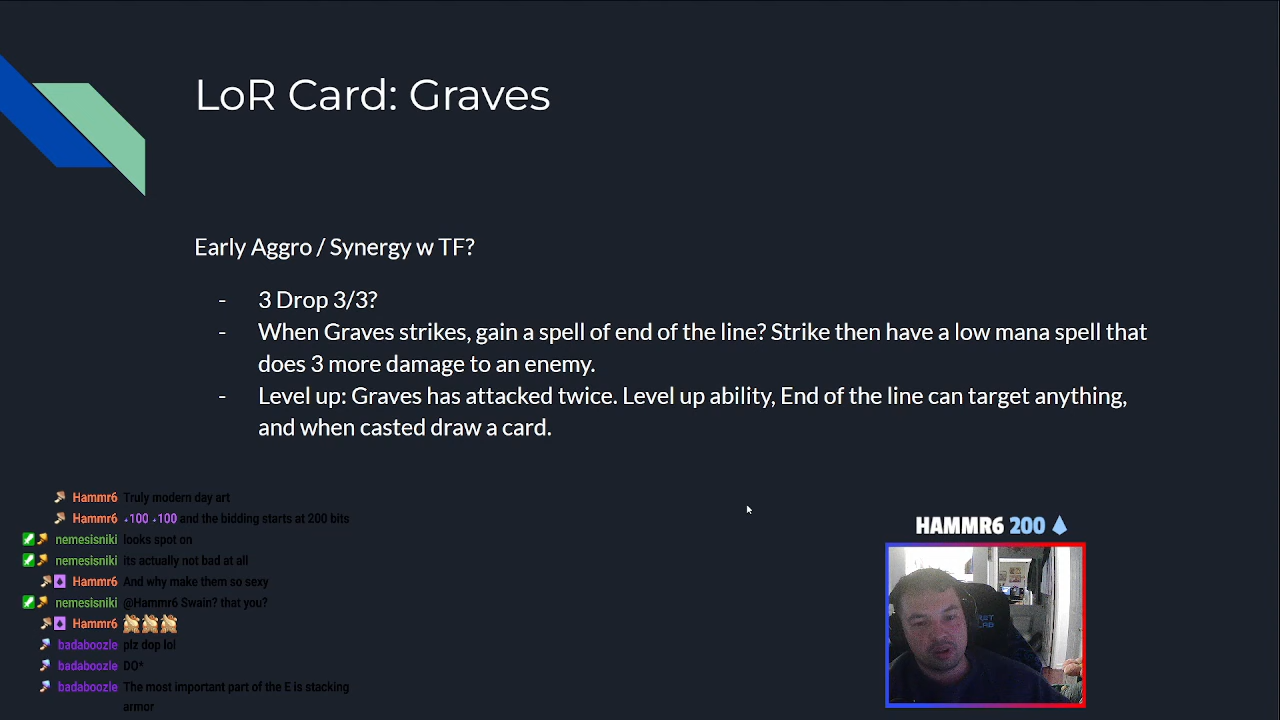 LoR Card: Graves
Early Aggro / Synergy w TF?
- 3 Drop 3/3?
- When Graves strikes, gain a spell of end of the line? Strike then have a low mana spell that
does 3 more damage to an enemy.
- Level up: Graves has attacked twice. Level up ability, End of the line can target anything,
and when casted draw a card.
Hammr6 Truly modern day art
Hammr6 100 100 and the bidding starts at 200 bits
nemesisniki looks spot on
nemesisniki its actually not bad at all
Hammr6 And why make them so sexy
nemesisniki @Hammr6 Swain? that you?
Hammr6
badaboozle plz dop lol
badaboozle DO*
badaboozle The most important part of the E is stacking
armor
HAMMR6 200